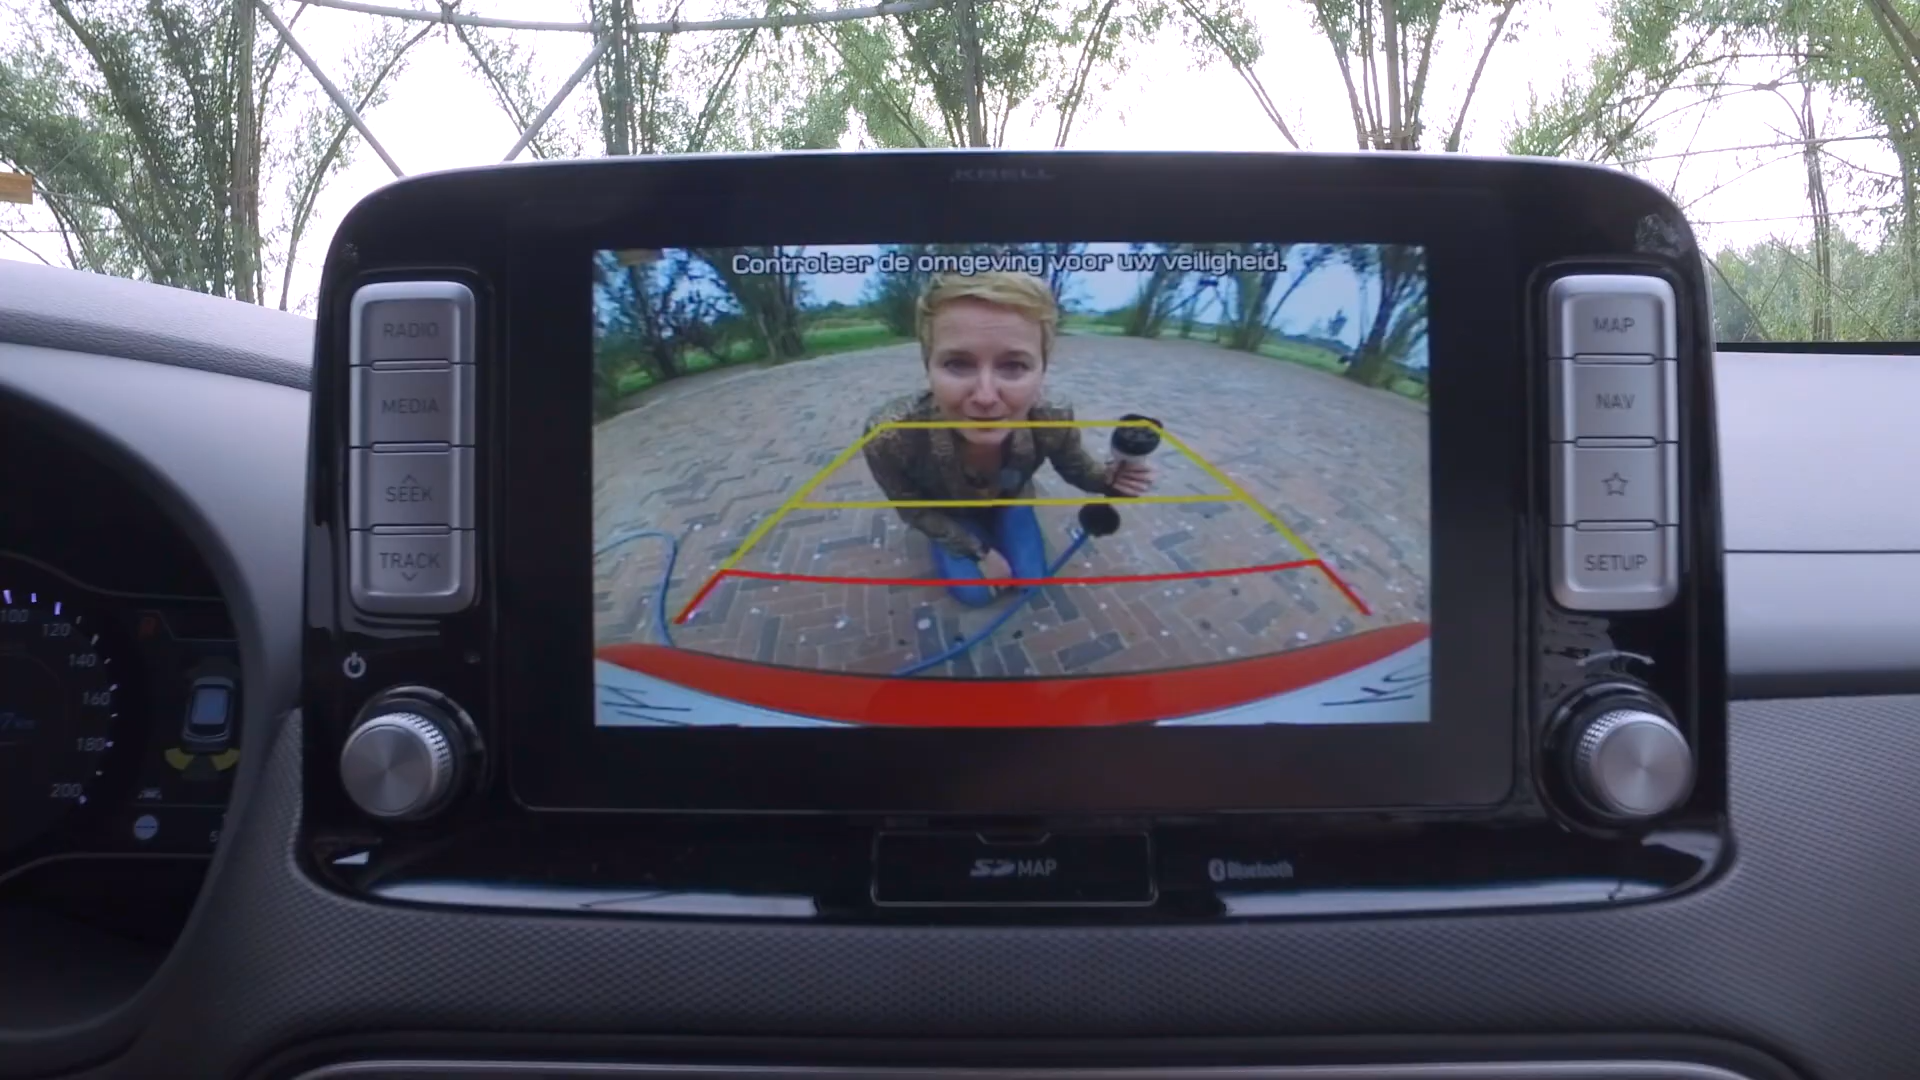 KRELL
Controleer de omgeving voor uw veiligheid.
RADIO
MEDIA
SEEK
TRACK
MAP
NAV
SETUP
100
120
140
160
180
200
SD MAP
Bluetooth